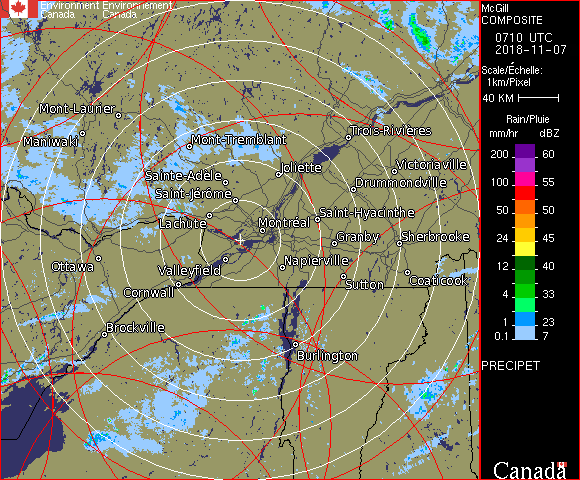 Environment Environnement
Canada Canada
McGill
COMPOSITE
0710 UTC
2018-11-07
Scale/Échelle:
1km/Pixel
40 KM
Rain/Pluie
mm/hr dBZ
200 60
100 55
50 50
24 45
12 40
4 33
1 23
0.1 7
PRECIPET
Canada
Mont-Laurier
Maniwaki
Mont-Tremblant
Trois-Rivières
Joliette
Victoriaville
Sainte-Adèle
Drummondville
Saint-Jérôme
Saint-Hyacinthe
Lachute
Montréal
Granby
Sherbrooke
Ottawa
Valleyfield
Napierville
Cornwall
Sutton
Coaticook
Brockville
Burlington